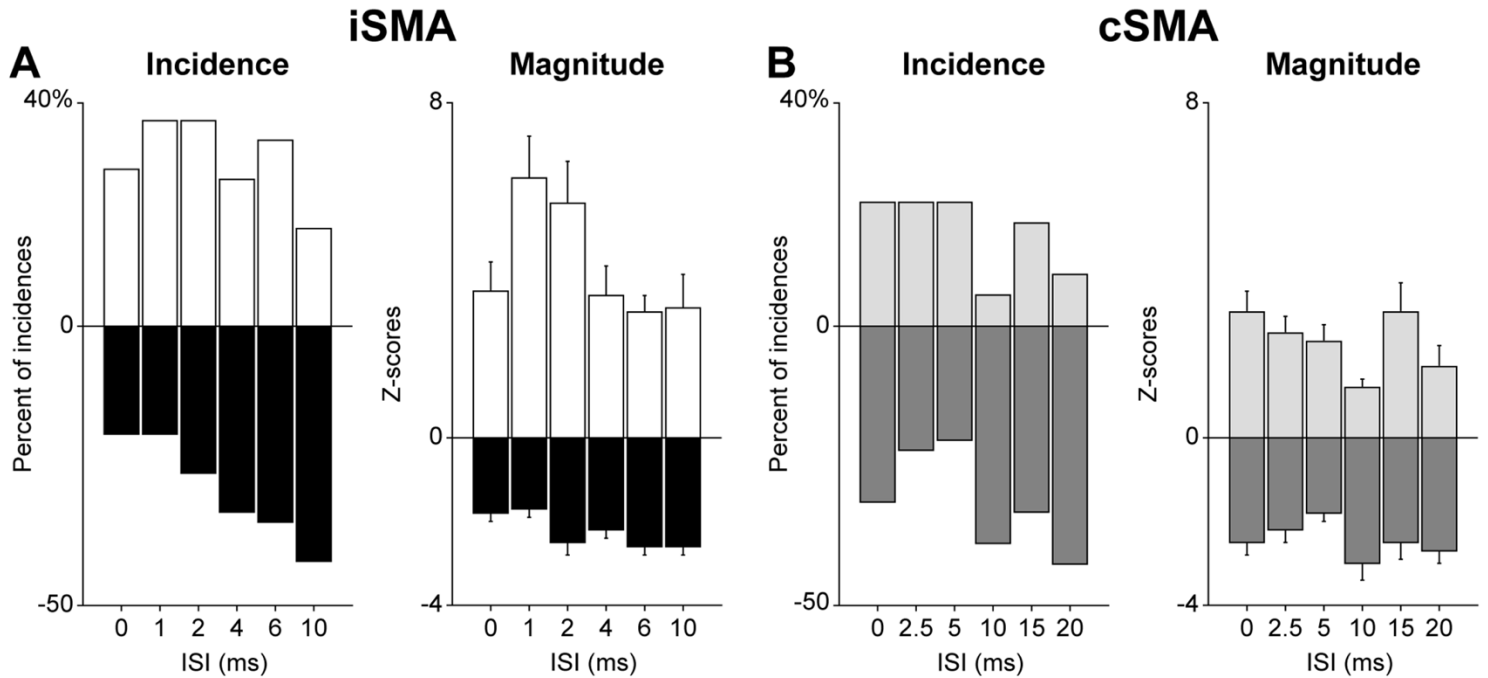 iSMA
cSMA
A
Incidence
Magnitude
B
Incidence
Magnitude
40%
0
-50
Percent of incidences
0 1 2 4 6 10
ISI (ms)
8
0
-4
Z-scores
0 1 2 4 6 10
ISI (ms)
40%
0
-50
Percent of incidences
0 2.5 5 10 15 20
ISI (ms)
8
0
-4
Z-scores
0 2.5 5 10 15 20
ISI (ms)